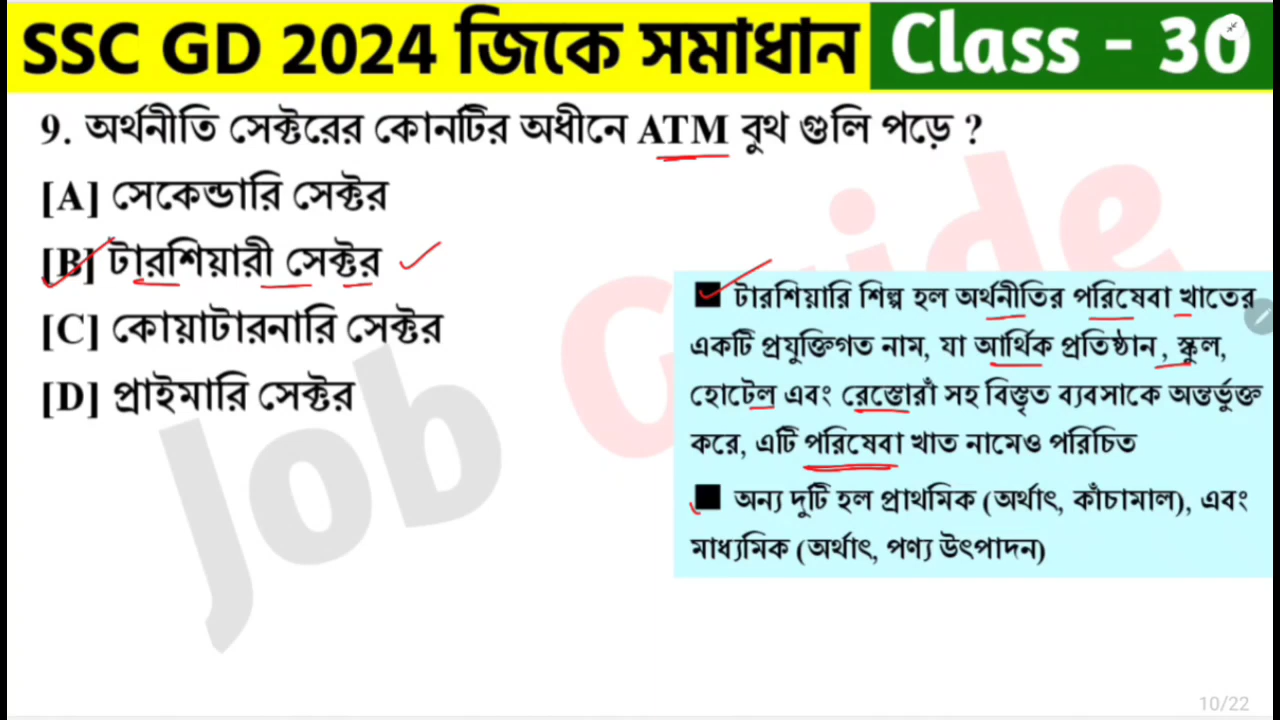 SSC GD 2024 জিকে সমাধান Class - 30
9. অর্থনীতি সেক্টরের কোনটির অধীনে ATM বুথ গুলি পড়ে ?
[A] সেকেন্ডারি সেক্টর
[B] টারশিয়ারী সেক্টর
[C] কোয়াটারনারি সেক্টর
[D] প্রাইমারি সেক্টর
■ টারশিয়ারি শিল্প হল অর্থনীতির পরিষেবা খাতের
একটি প্রযুক্তিগত নাম, যা আর্থিক প্রতিষ্ঠান, স্কুল,
হোটেল এবং রেস্তোরাঁ সহ বিস্তৃত ব্যবসাকে অন্তর্ভুক্ত
করে, এটি পরিষেবা খাত নামেও পরিচিত
■ অন্য দুটি হল প্রাথমিক (অর্থাৎ, কাঁচামাল), এবং
মাধ্যমিক (অর্থাৎ, পণ্য উৎপাদন)
Job Guide
10/22